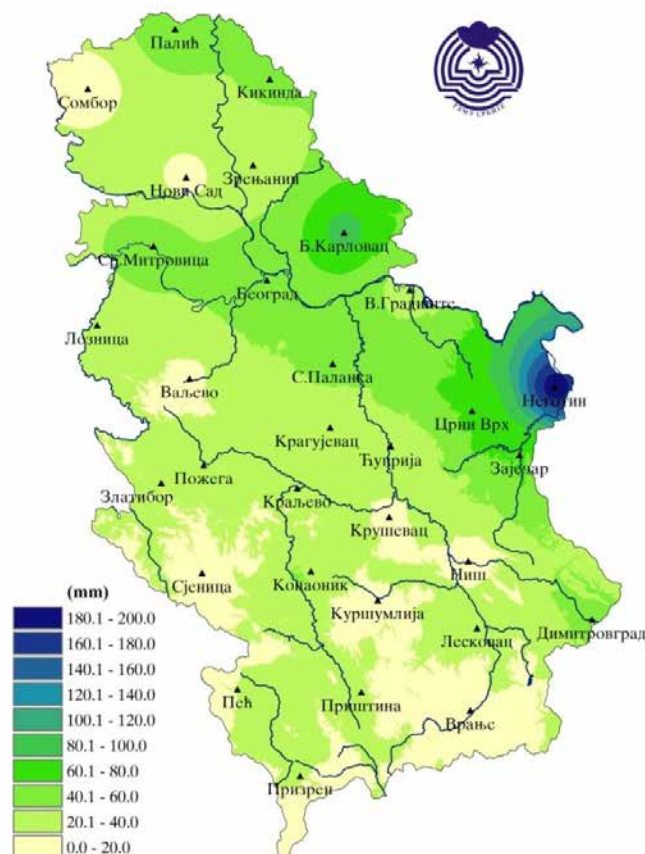 Палић
Сомбор
Кикинда
Нови Сад
Зрењанин
Б.Карловац
Ср.Митровица
Београд
В.Градиште
Лозница
С.Паланка
Ваљево
Неготин
Црни Врх
Крагујевац
Ћуприја
Зајечар
Пожега
Златибор
Краљево
Крушевац
Ниш
Сјеница
Копаоник
Куршумлија
Лесковац
Димитровград
Пећ
Приштина
Врање
Призрен
(mm)
180.1 - 200.0
160.1 - 180.0
140.1 - 160.0
120.1 - 140.0
100.1 - 120.0
80.1 - 100.0
60.1 - 80.0
40.1 - 60.0
20.1 - 40.0
0.0 - 20.0